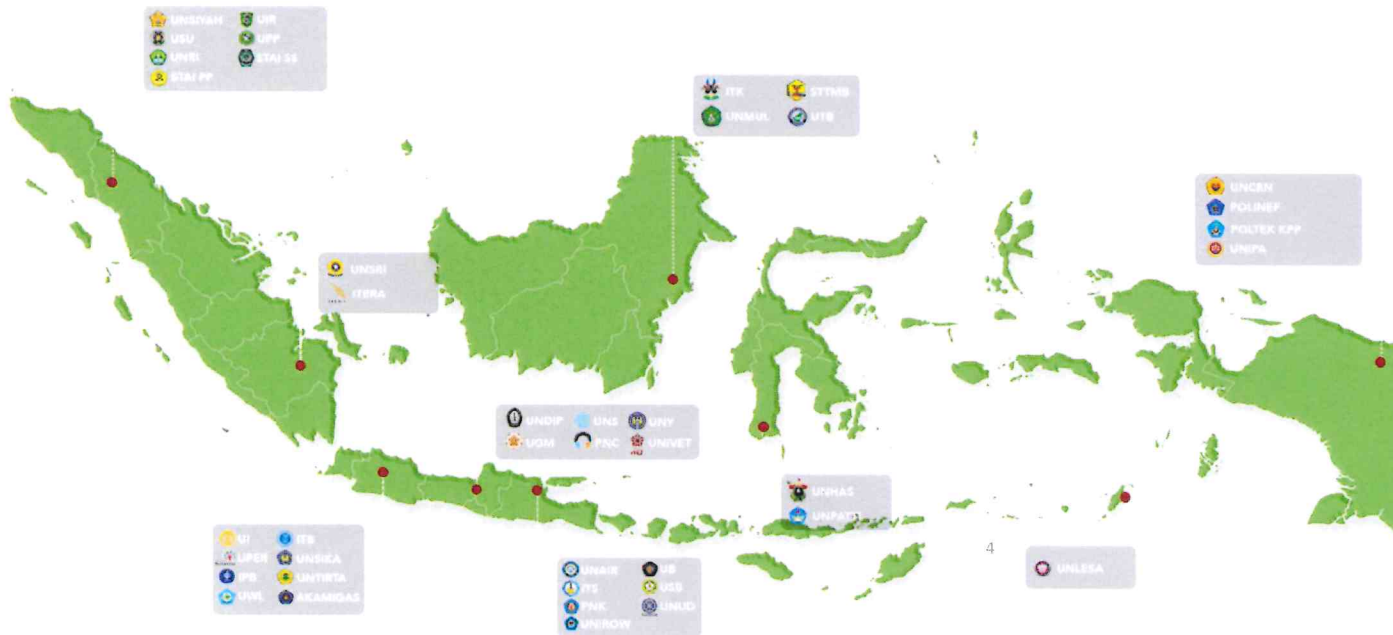 UNSIYAH UIR
USU UPP
UNRI STAI SS
STAI PP
ITK STTMB
UNMUL UTB
UNCEN
POLINEF
POLTEK KPP
UNIPA
UNSRI
ITERA
UNDIP UNS UNY
UGM PNC UNIVET
UNHAS
UNPATTI
4
UI ITB
UPER UNSIKA
IPB UNTIRTA
UWL AKAMIGAS
UNAIR UB
ITS USB
PNK UNUD
UNIROW
UNLESA